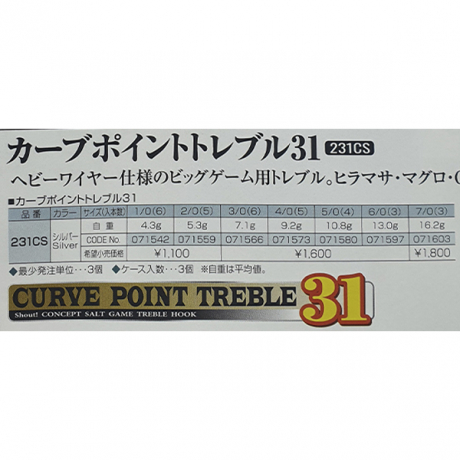 カーブポイントトレブル31 231CS
ヘビーワイヤー仕様のビッグゲーム用トレブル。ヒラマサ・マグロ・
■カーブポイントトレブル31
品番 カラー サイズ(入本数) 1/0(6) 2/0(5) 3/0(6) 4/0(5) 5/0(4) 6/0(3) 7/0(3)
231CS シルバー Silver 自重 4.3g 5.3g 7.1g 9.2g 10.8g 13.0g 16.2g
CODE No. 071542 071559 071566 071573 071580 071597 071603
希望小売価格 ¥1,100 ¥1,600 ¥1,800
●最少発注単位…3個 ●ケース入数…3個 ※自重は平均値。
CURVE POINT TREBLE 31
Shout! CONCEPT SALT GAME TREBLE HOOK